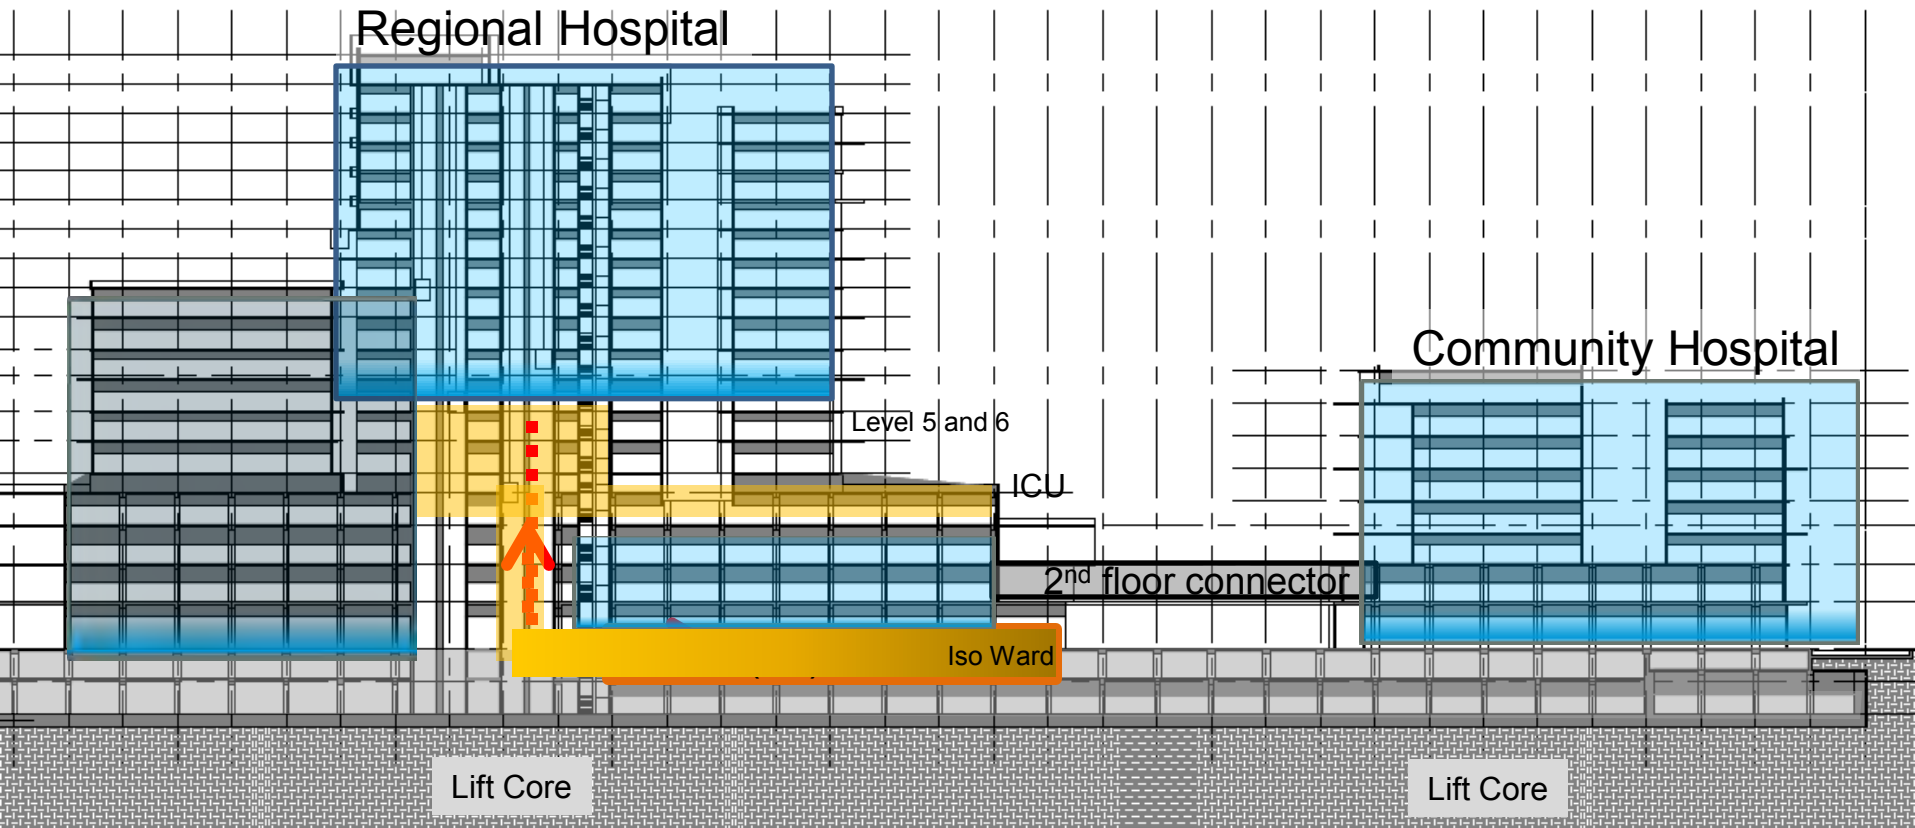 Regional Hospital
Community Hospital
Level 5 and 6
ICU
2nd floor connector
Iso Ward
Lift Core
Lift Core